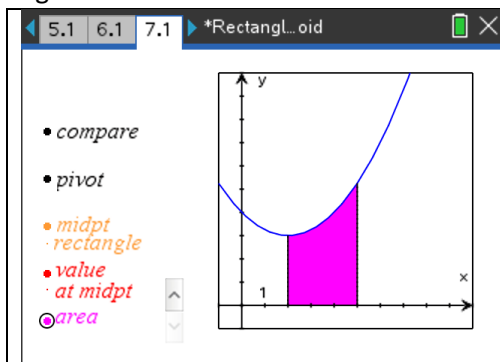 5.1 6.1 7.1 *Rectangl...oid
y
compare
pivot
midpt
rectangle
value
at midpt
area
1
x